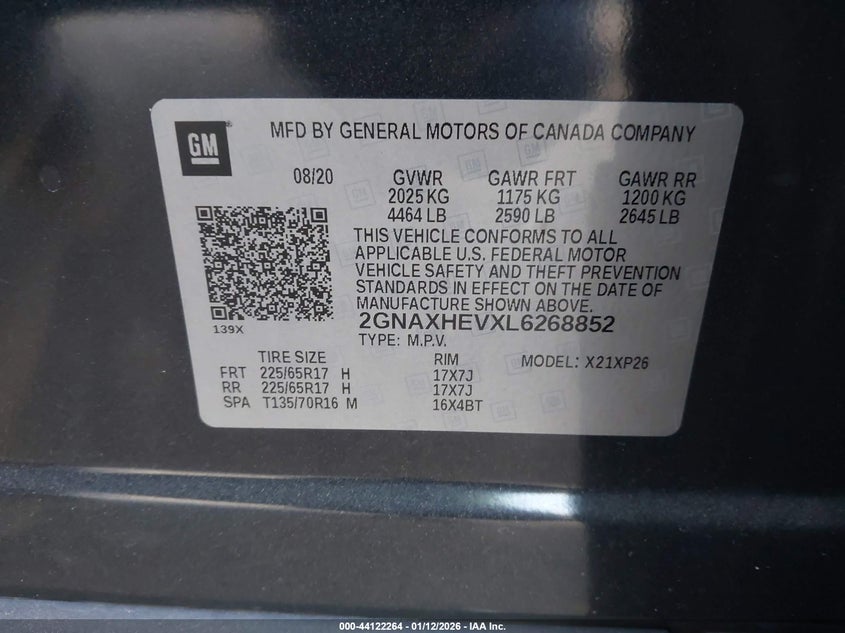 GM
MFD BY GENERAL MOTORS OF CANADA COMPANY
08/20 GVWR GAWR FRT GAWR RR
2025 KG 1175 KG 1200 KG
4464 LB 2590 LB 2645 LB
THIS VEHICLE CONFORMS TO ALL
APPLICABLE U.S. FEDERAL MOTOR
VEHICLE SAFETY AND THEFT PREVENTION
STANDARDS IN EFFECT ON THE DATE OF
MANUFACTURE SHOWN ABOVE.
139X
2GNAXHEVXL6268852
TYPE: M.P.V.
TIRE SIZE RIM MODEL: X21XP26
FRT 225/65R17 H 17X7J
RR 225/65R17 H 17X7J
SPA T135/70R16 M 16X4BT
000-44122264 - 01/12/2026 - IAA Inc.